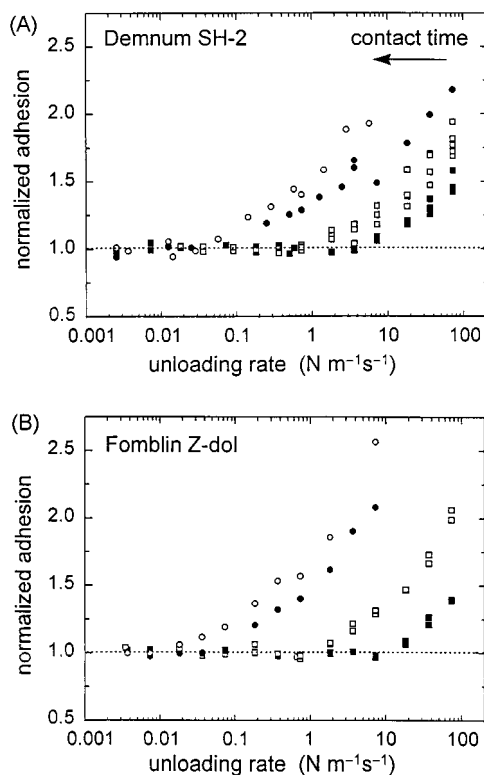 (A)
Demnum SH-2
contact time
normalized adhesion
2.5
2.0
1.5
1.0
0.5
0.001 0.01 0.1 1 10 100
unloading rate (N m⁻¹s⁻¹)
(B)
Fomblin Z-dol
normalized adhesion
2.5
2.0
1.5
1.0
0.5
0.001 0.01 0.1 1 10 100
unloading rate (N m⁻¹s⁻¹)